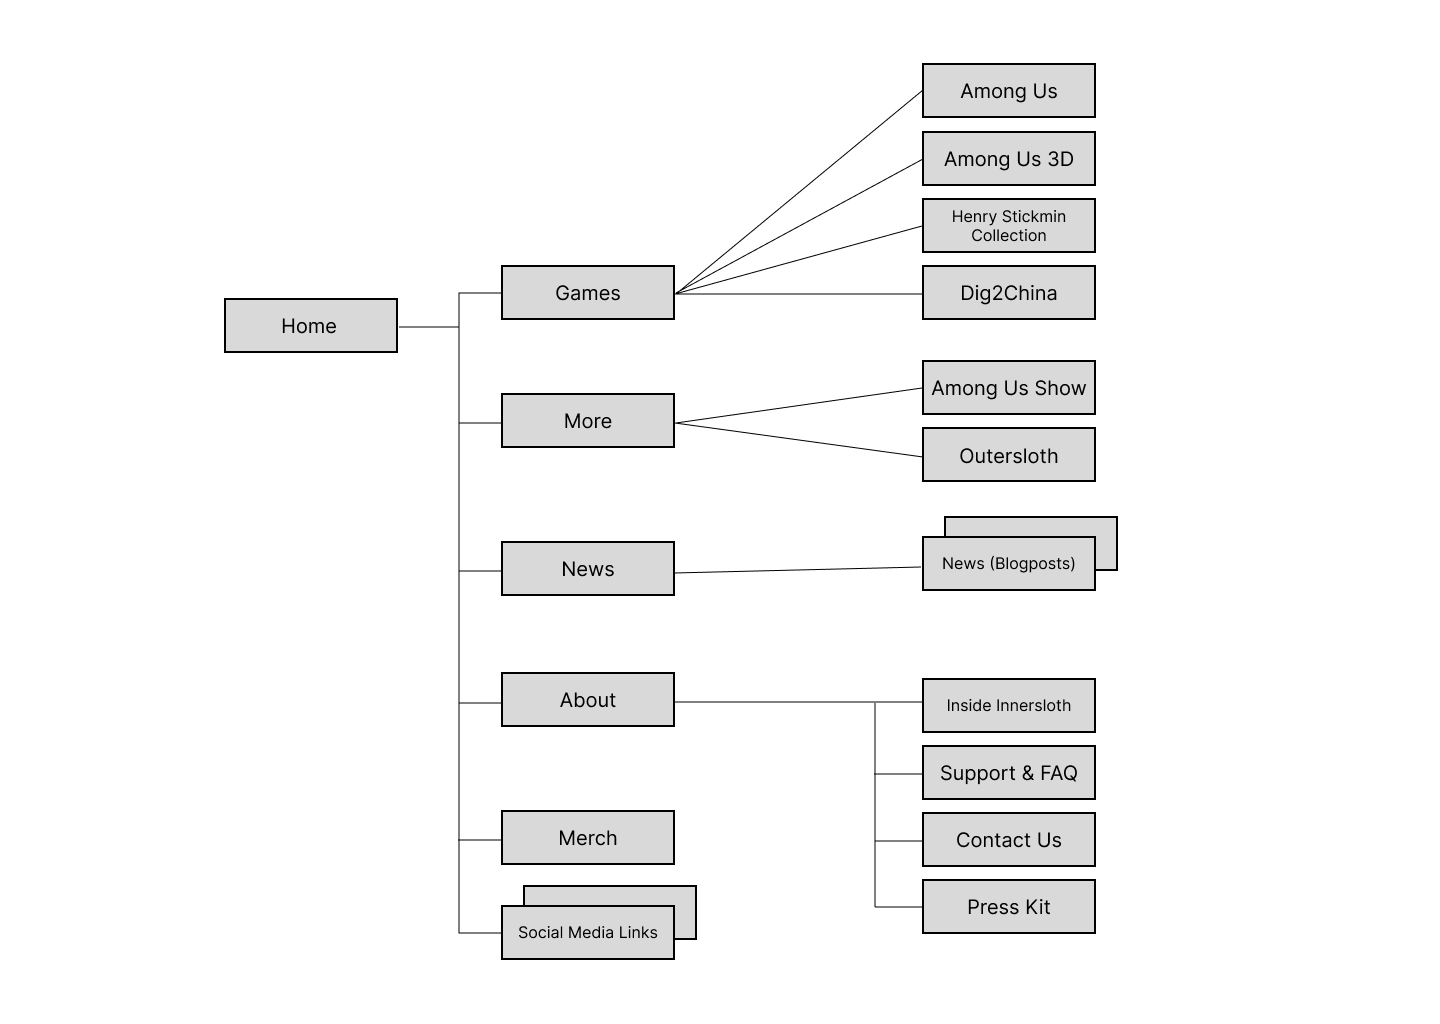 Home
Games
More
News
About
Merch
Social Media Links
Among Us
Among Us 3D
Henry Stickmin
Collection
Dig2China
Among Us Show
Outersloth
News (Blogposts)
Inside Innersloth
Support & FAQ
Contact Us
Press Kit